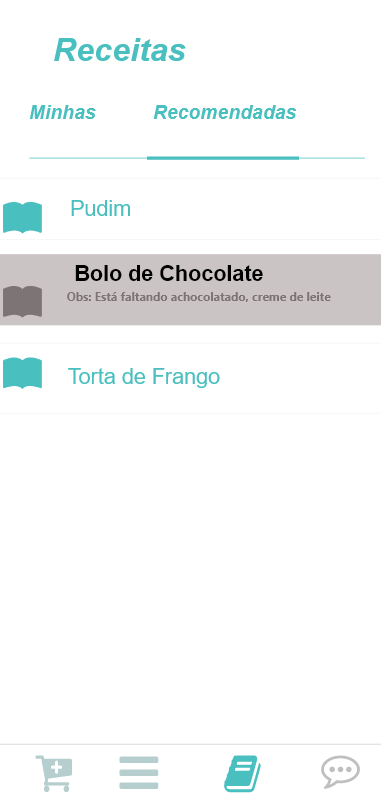 Receitas
Minhas Recomendadas
Pudim
Bolo de Chocolate
Obs: Está faltando achocolatado, creme de leite
Torta de Frango